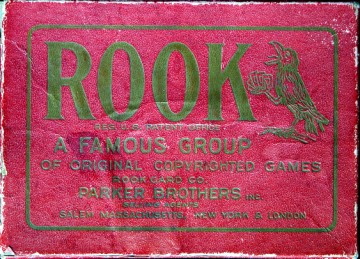 ROOK
REG. U. S. PATENT OFFICE
A FAMOUS GROUP
OF ORIGINAL COPYRIGHTED GAMES
ROOK CARD CO.
PARKER BROTHERS INC.
SELLING AGENTS
SALEM, MASSACHUSETTS, NEW YORK & LONDON